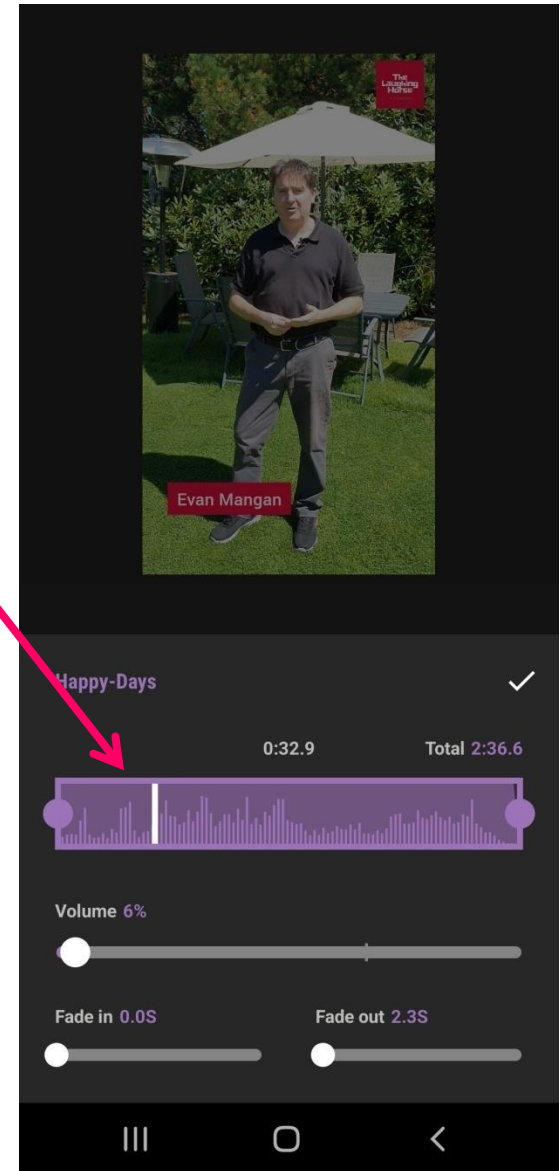 The
Laughing
Horse
Evan Mangan
Happy-Days
0:32.9
Total 2:36.6
Volume 6%
Fade in 0.0S
Fade out 2.3S